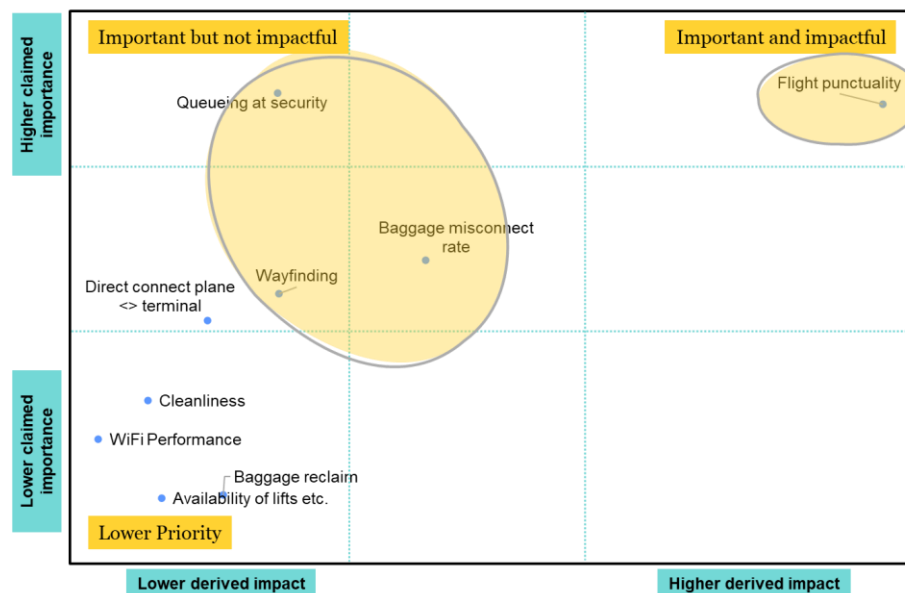 Important but not impactful
Important and impactful
Higher claimed
importance
Queueing at security
Flight punctuality
Baggage misconnect
rate
Wayfinding
Direct connect plane
<> terminal
Lower claimed
importance
Cleanliness
WiFi Performance
Baggage reclaim
Availability of lifts etc.
Lower Priority
Lower derived impact
Higher derived impact